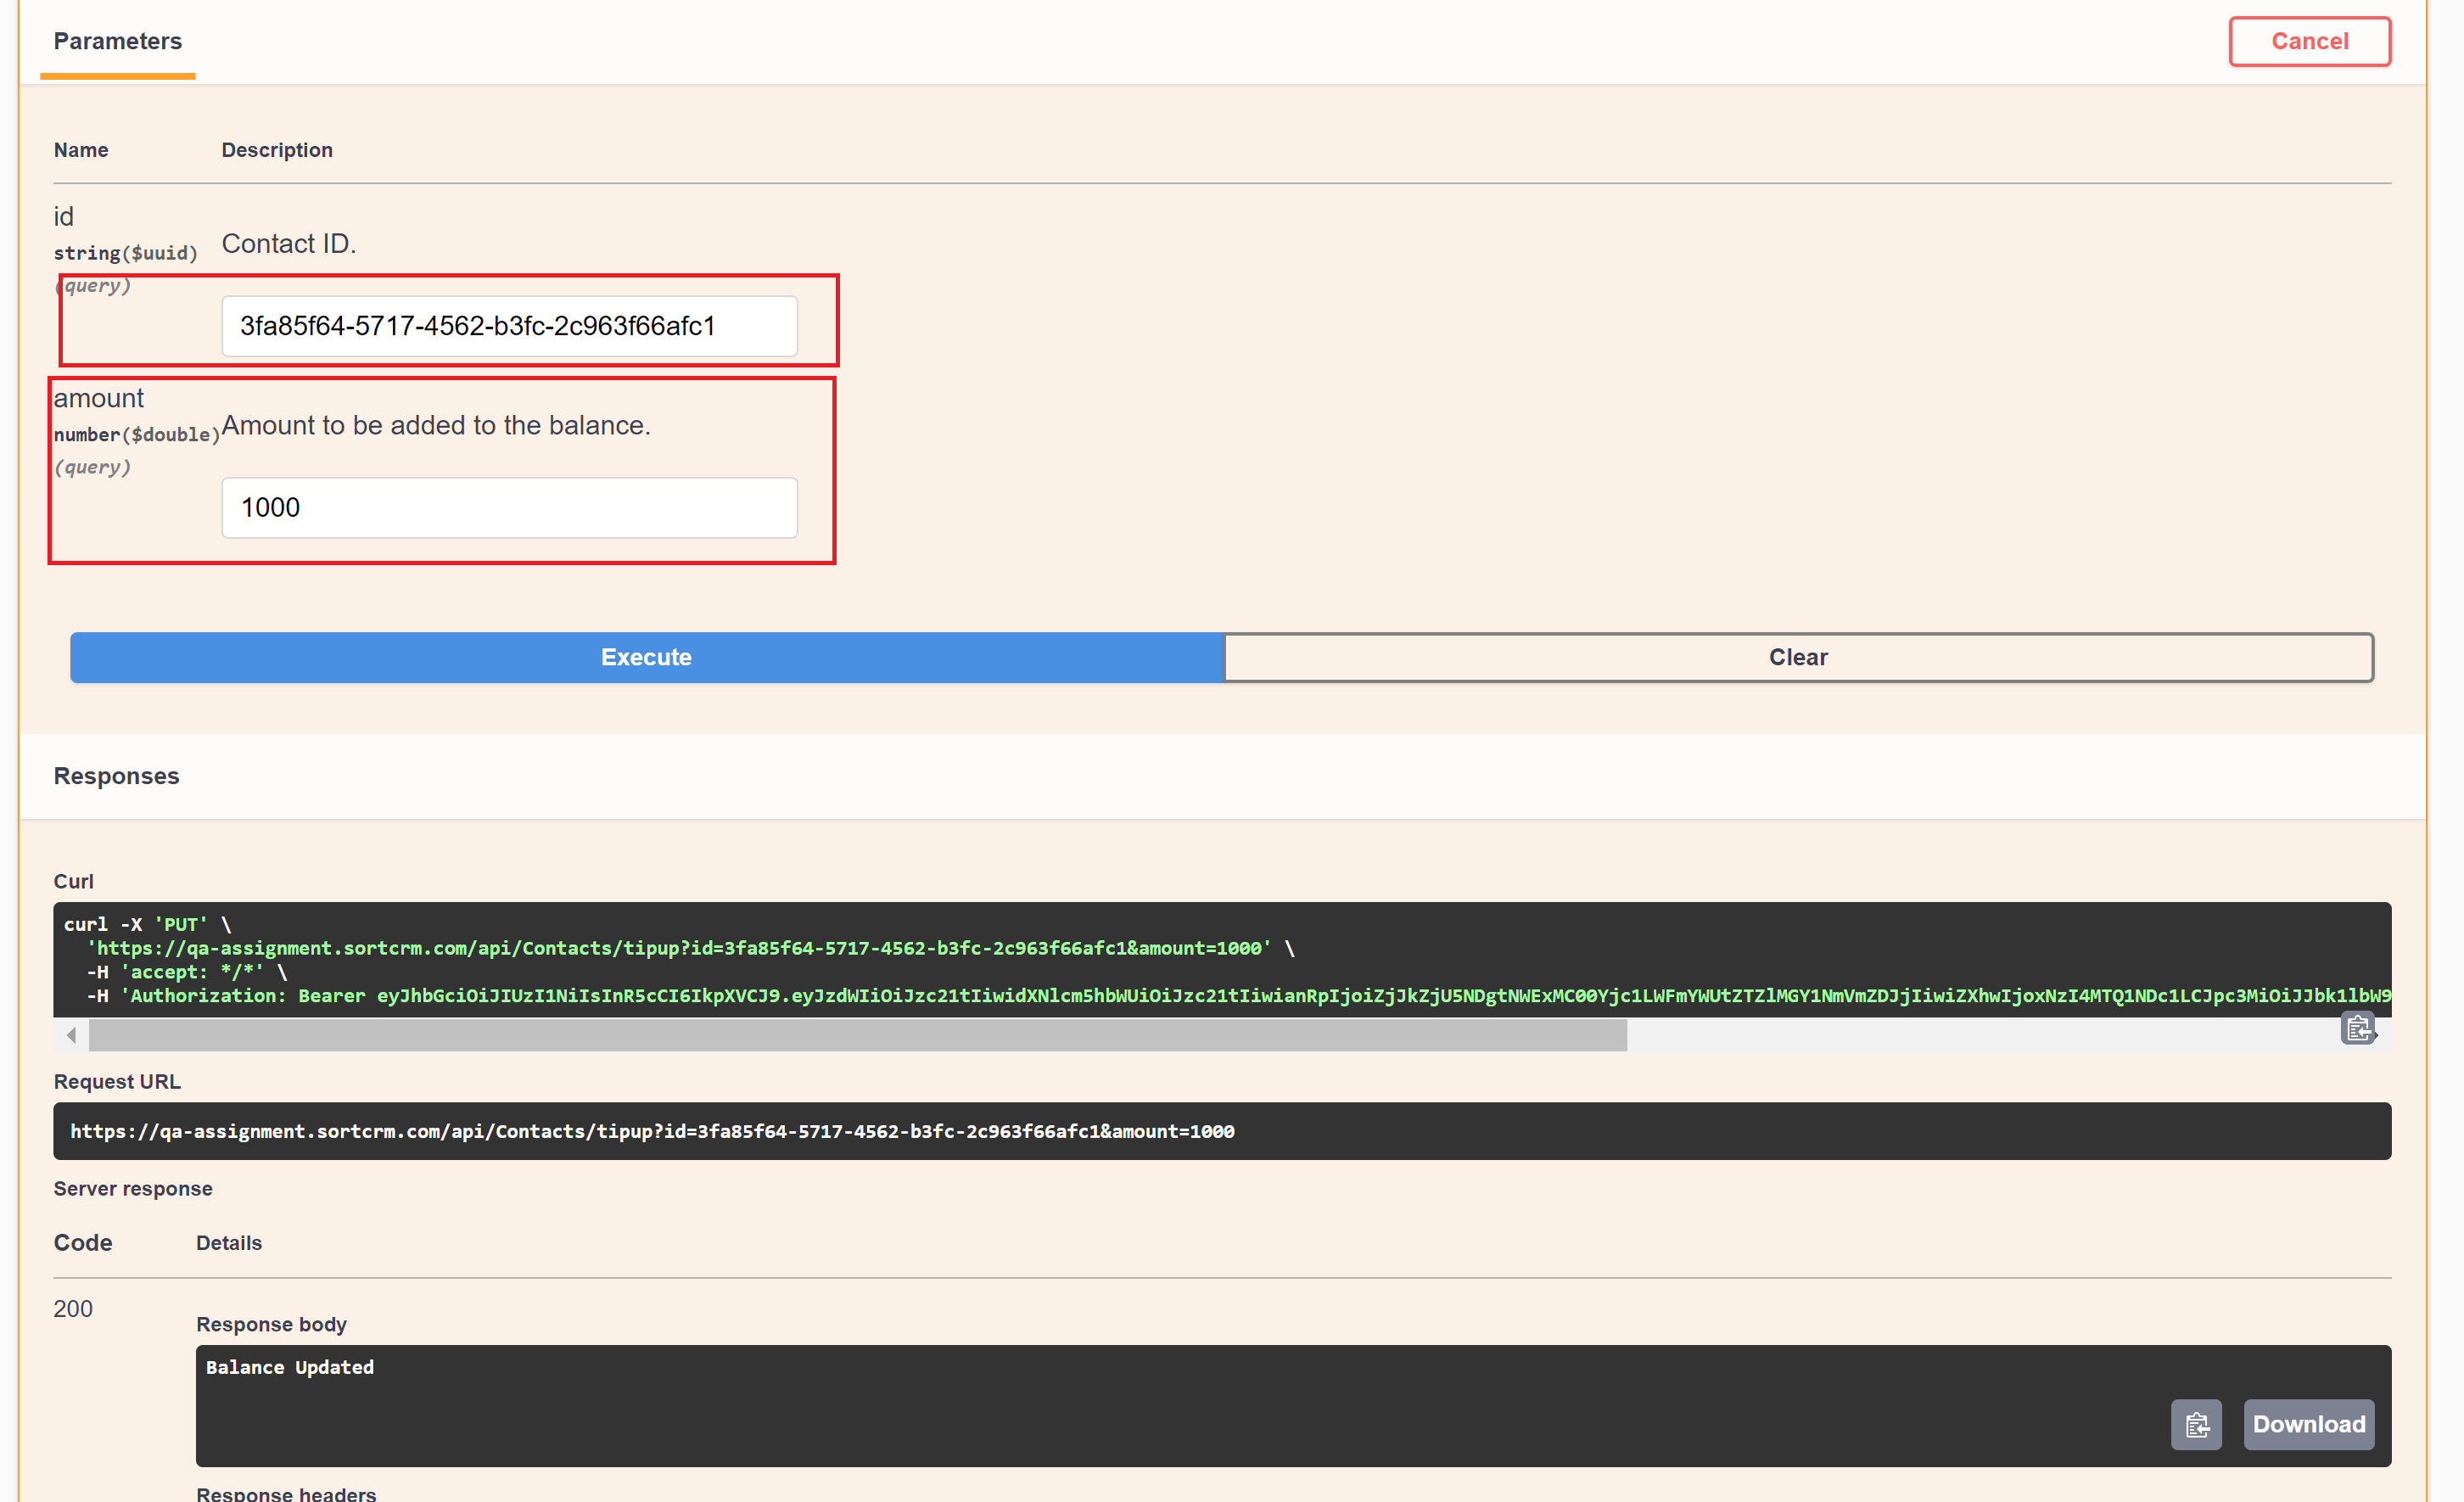 Parameters
Cancel
Name Description
id
string($uuid)
(query)
Contact ID.
3fa85f64-5717-4562-b3fc-2c963f66afc1
amount
number($double)
(query)
Amount to be added to the balance.
1000
Execute
Clear
Responses
Curl
curl -X 'PUT' \
'https://qa-assignment.sortcrm.com/api/Contacts/tipup?id=3fa85f64-5717-4562-b3fc-2c963f66afc1&amount=1000' \
-H 'accept: */*' \
-H 'Authorization: Bearer eyJhbGciOiJIUzI1NiIsInR5cCI6IkpXVCJ9.eyJzdWIiOiJzc21tIiwidXNlcm5hbWUiOiJzc21tIiwianRpIjoiZjJkZjU5NDgtNWExMC00Yjc1LWFmYWUtZTZlMGY1NmVmZDJjIiwiZXhwIjoxNzI4MTQ1NDc1LCJpc3MiOiJJbk1lbW9
Request URL
https://qa-assignment.sortcrm.com/api/Contacts/tipup?id=3fa85f64-5717-4562-b3fc-2c963f66afc1&amount=1000
Server response
Code Details
200
Response body
Balance Updated
Download
Response headers